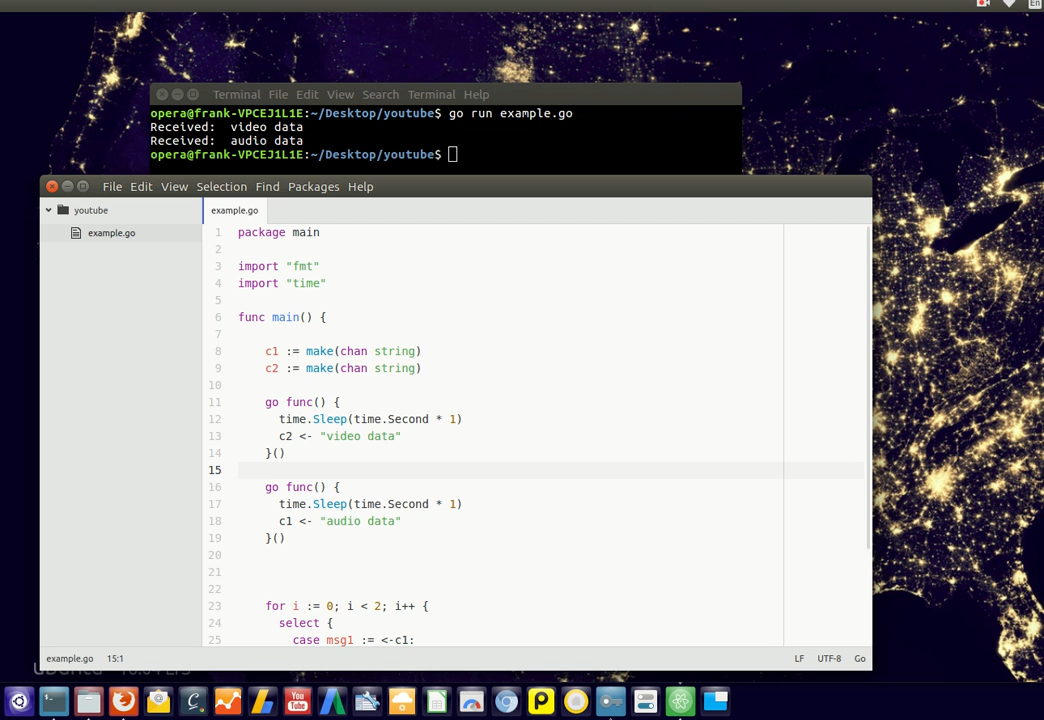 En
Terminal File Edit View Search Terminal Help
opera@frank-VPCEJ1L1E:~/Desktop/youtube$ go run example.go
Received:  video data
Received:  audio data
opera@frank-VPCEJ1L1E:~/Desktop/youtube$
File Edit View Selection Find Packages Help
youtube
example.go
example.go
1 package main
2
3 import "fmt"
4 import "time"
5
6 func main() {
7
8     c1 := make(chan string)
9     c2 := make(chan string)
10
11     go func() {
12       time.Sleep(time.Second * 1)
13       c2 <- "video data"
14     }()
15
16     go func() {
17       time.Sleep(time.Second * 1)
18       c1 <- "audio data"
19     }()
20
21
22
23     for i := 0; i < 2; i++ {
24       select {
25         case msg1 := <-c1:
example.go 15:1 LF UTF-8 Go
You Tube